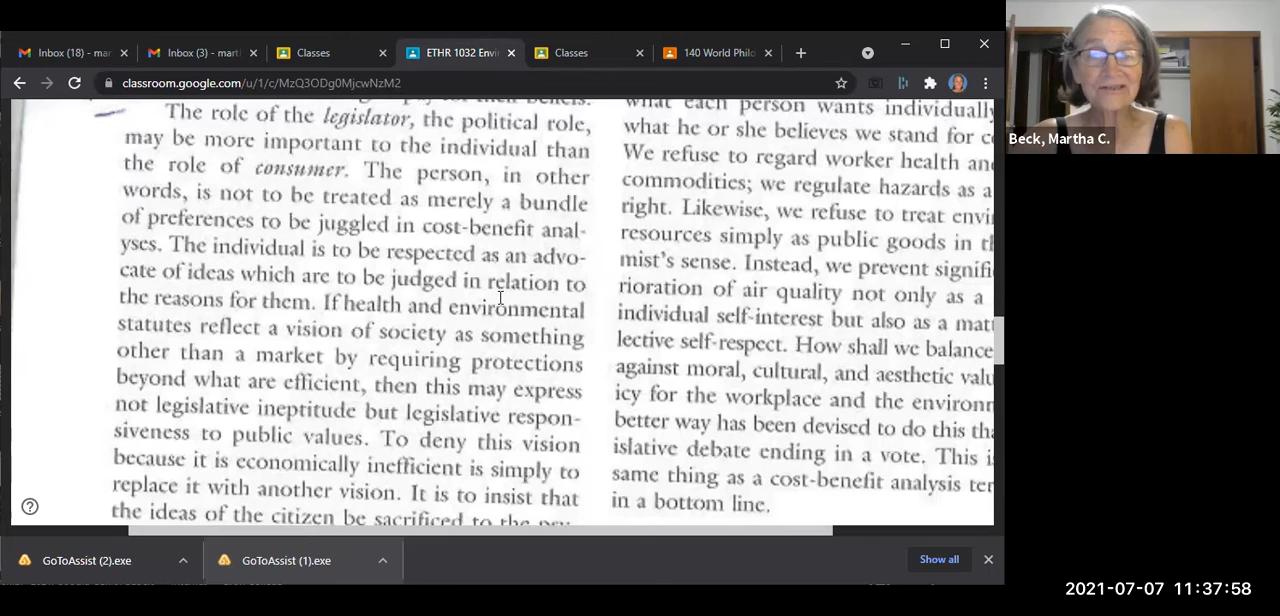 Inbox (18) - mar
Inbox (3) - mart
Classes
ETHR 1032 Envi
Classes
140 World Philo
classroom.google.com/u/1/c/MzQ3ODg0MjcwNzM2
Beck, Martha C.
The role of the legislator, the political role,
may be more important to the individual than
the role of consumer. The person, in other
words, is not to be treated as merely a bundle
of preferences to be juggled in cost-benefit anal-
yses. The individual is to be respected as an advo-
cate of ideas which are to be judged in relation to
the reasons for them. If health and environmental
statutes reflect a vision of society as something
other than a market by requiring protections
beyond what are efficient, then this may express
not legislative ineptitude but legislative respon-
siveness to public values. To deny this vision
because it is economically inefficient is simply to
replace it with another vision. It is to insist that
the ideas of the citizen be sacrificed to the
what each person wants individually
what he or she believes we stand for c
We refuse to regard worker health an
commodities; we regulate hazards as a
right. Likewise, we refuse to treat envi
resources simply as public goods in th
mist's sense. Instead, we prevent signifi
rioration of air quality not only as a
individual self-interest but also as a mat
lective self-respect. How shall we balance
against moral, cultural, and aesthetic valu
icy for the workplace and the environr
better way has been devised to do this tha
islative debate ending in a vote. This i
same thing as a cost-benefit analysis ter
in a bottom line.
GoToAssist (2).exe
GoToAssist (1).exe
Show all
2021-07-07 11:37:58